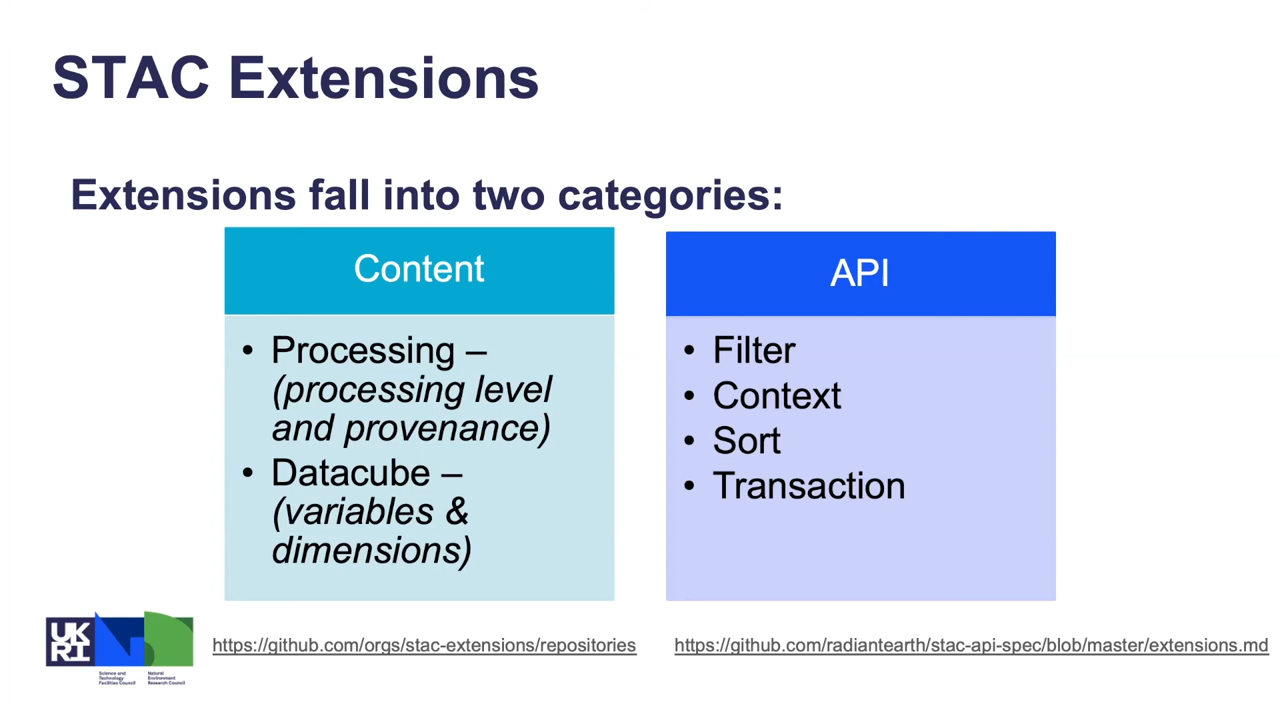 STAC Extensions
Extensions fall into two categories:
Content
• Processing –
(processing level
and provenance)
• Datacube –
(variables &
dimensions)
API
• Filter
• Context
• Sort
• Transaction
UK
RI
Science and
Technology
Facilities Council
Natural
Environment
Research Council
https://github.com/orgs/stac-extensions/repositories
https://github.com/radiantearth/stac-api-spec/blob/master/extensions.md